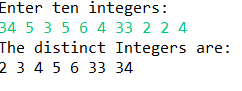 Enter ten integers:
34 5 3 5 6 4 33 2 2 4
The distinct Integers are:
2 3 4 5 6 33 34